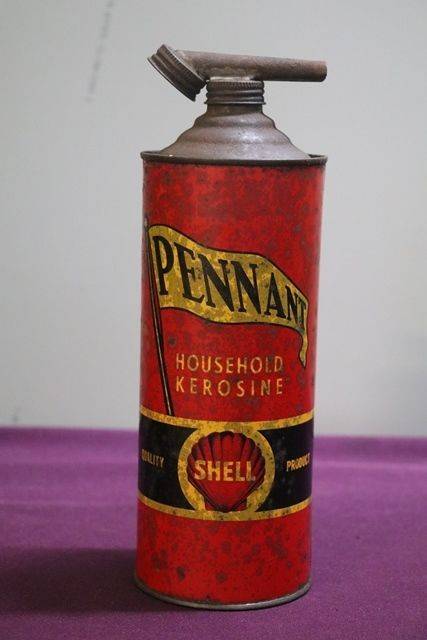 PENNANT
HOUSEHOLD
KEROSINE
QUALITY SHELL PRODUCT